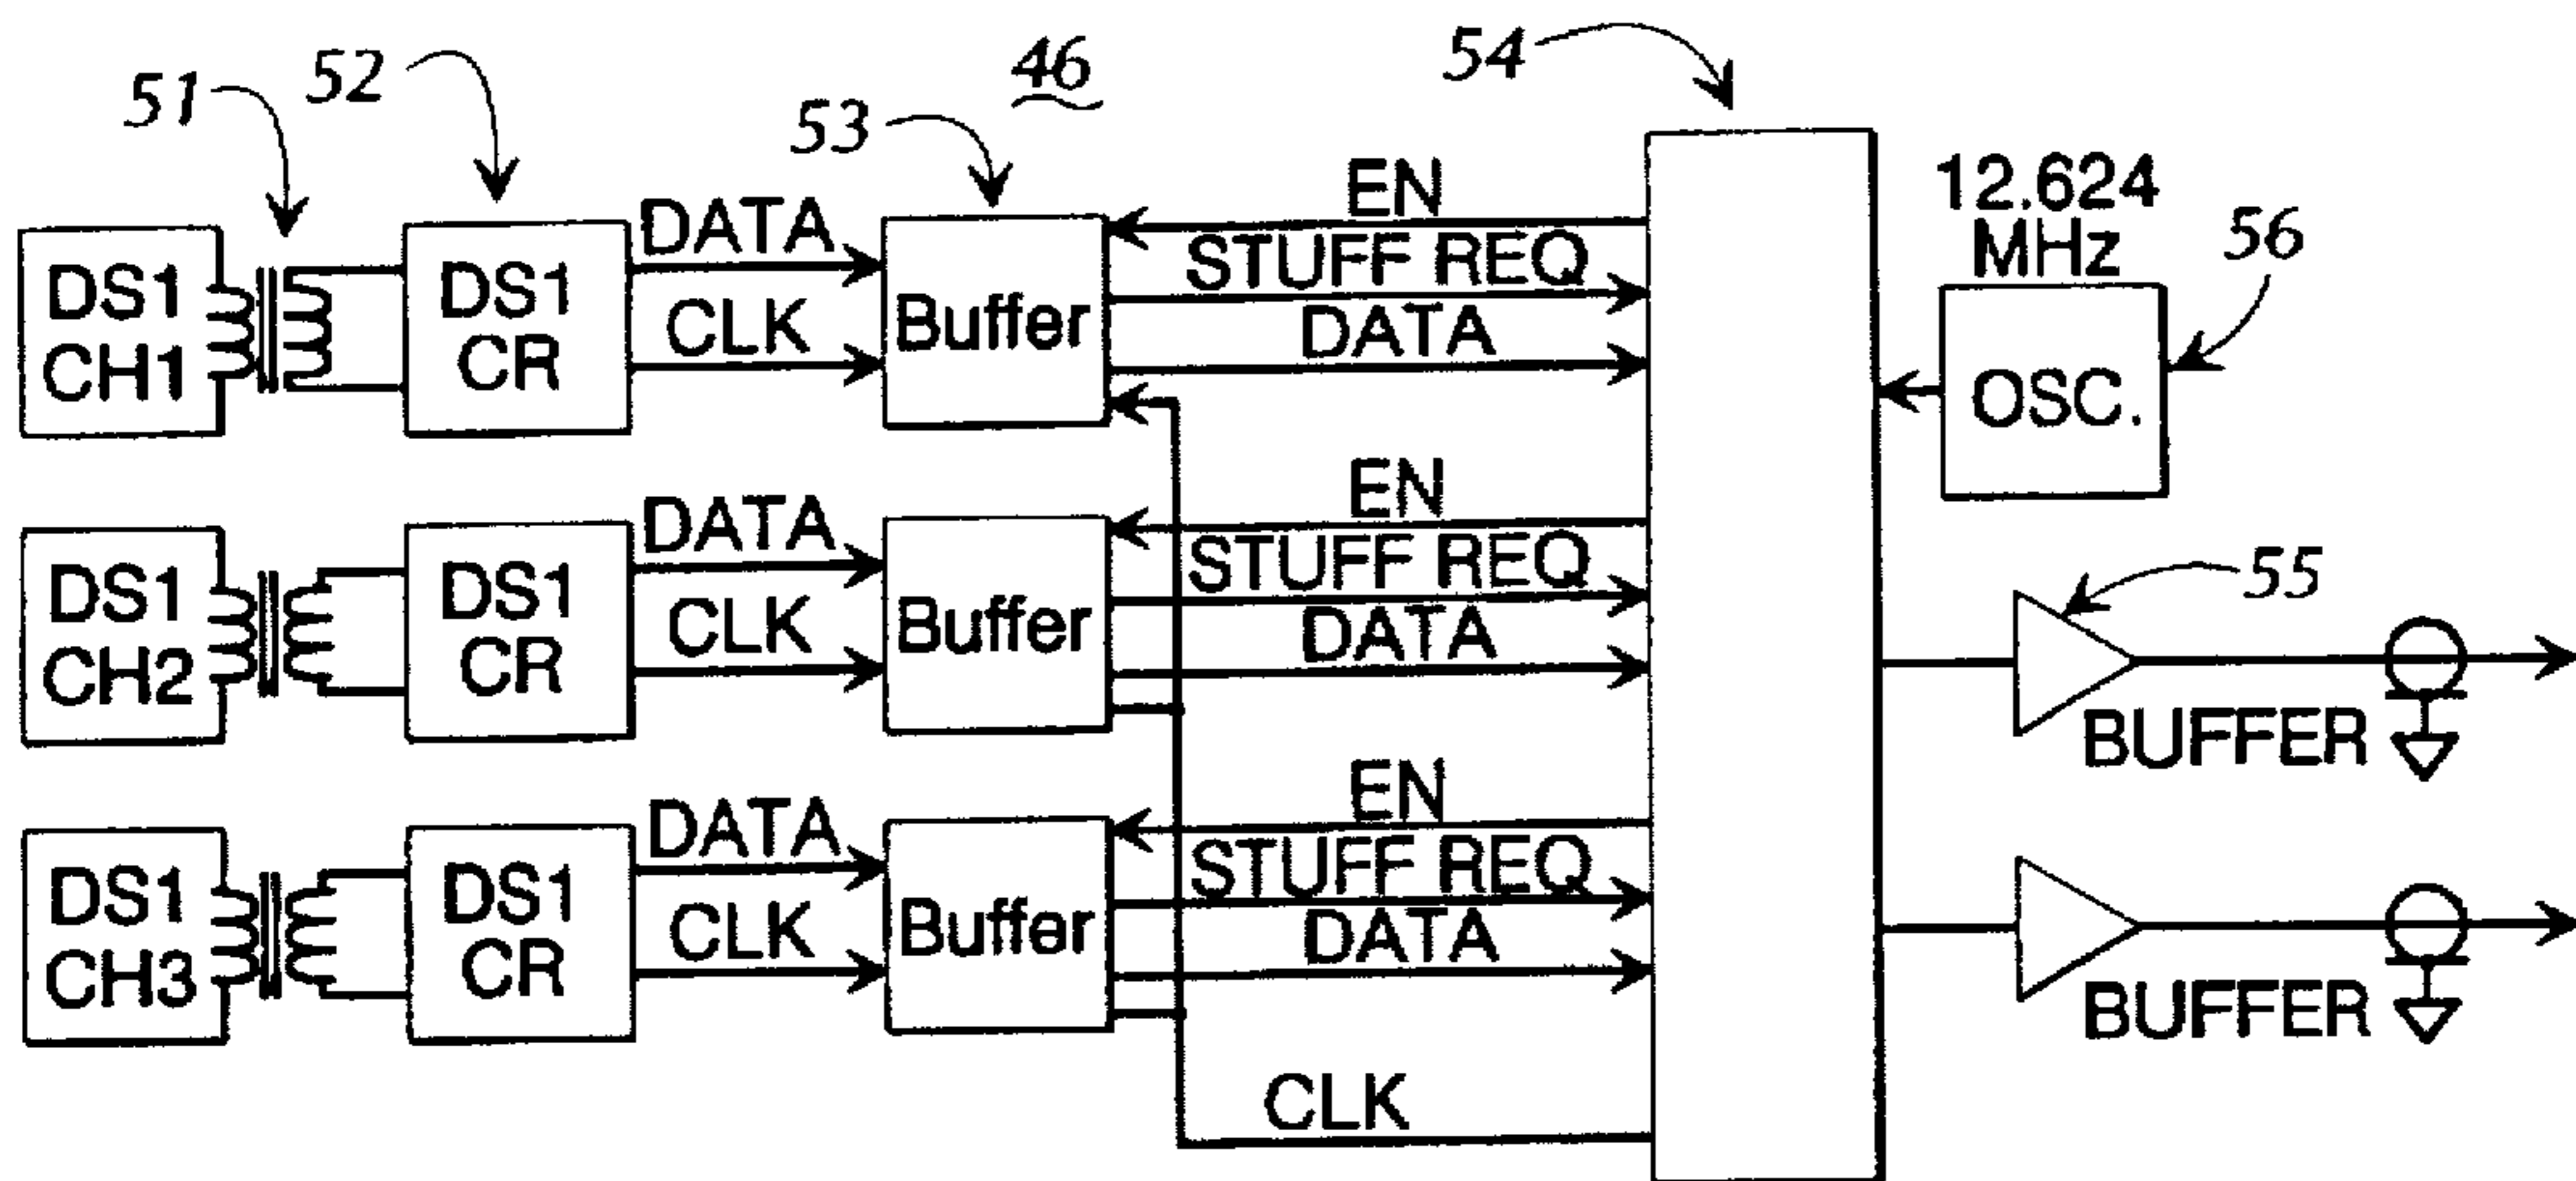 51
52
53
46
54
12.624
MHz
56
OSC.
DS1
CH1
DS1
CR
DATA
CLK
Buffer
EN
STUFF REQ
DATA
DS1
CH2
DS1
CR
DATA
CLK
Buffer
EN
STUFF REQ
DATA
55
BUFFER
DS1
CH3
DS1
CR
DATA
CLK
Buffer
EN
STUFF REQ
DATA
BUFFER
CLK